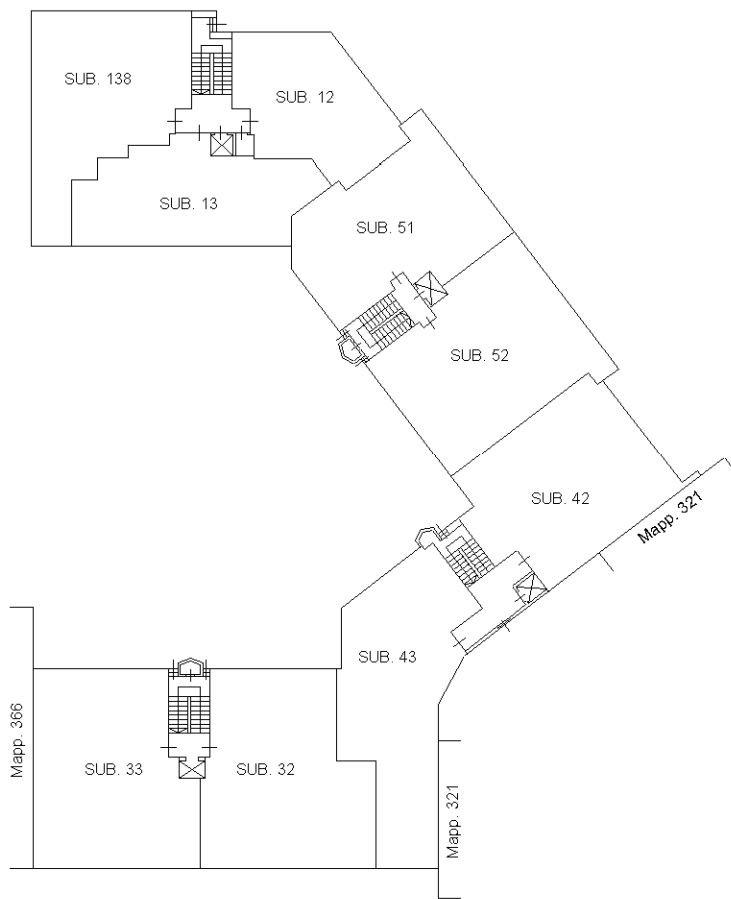 SUB. 138
SUB. 12
SUB. 13
SUB. 51
SUB. 52
SUB. 42
Mapp. 321
SUB. 43
Mapp. 366
SUB. 33
SUB. 32
Mapp. 321